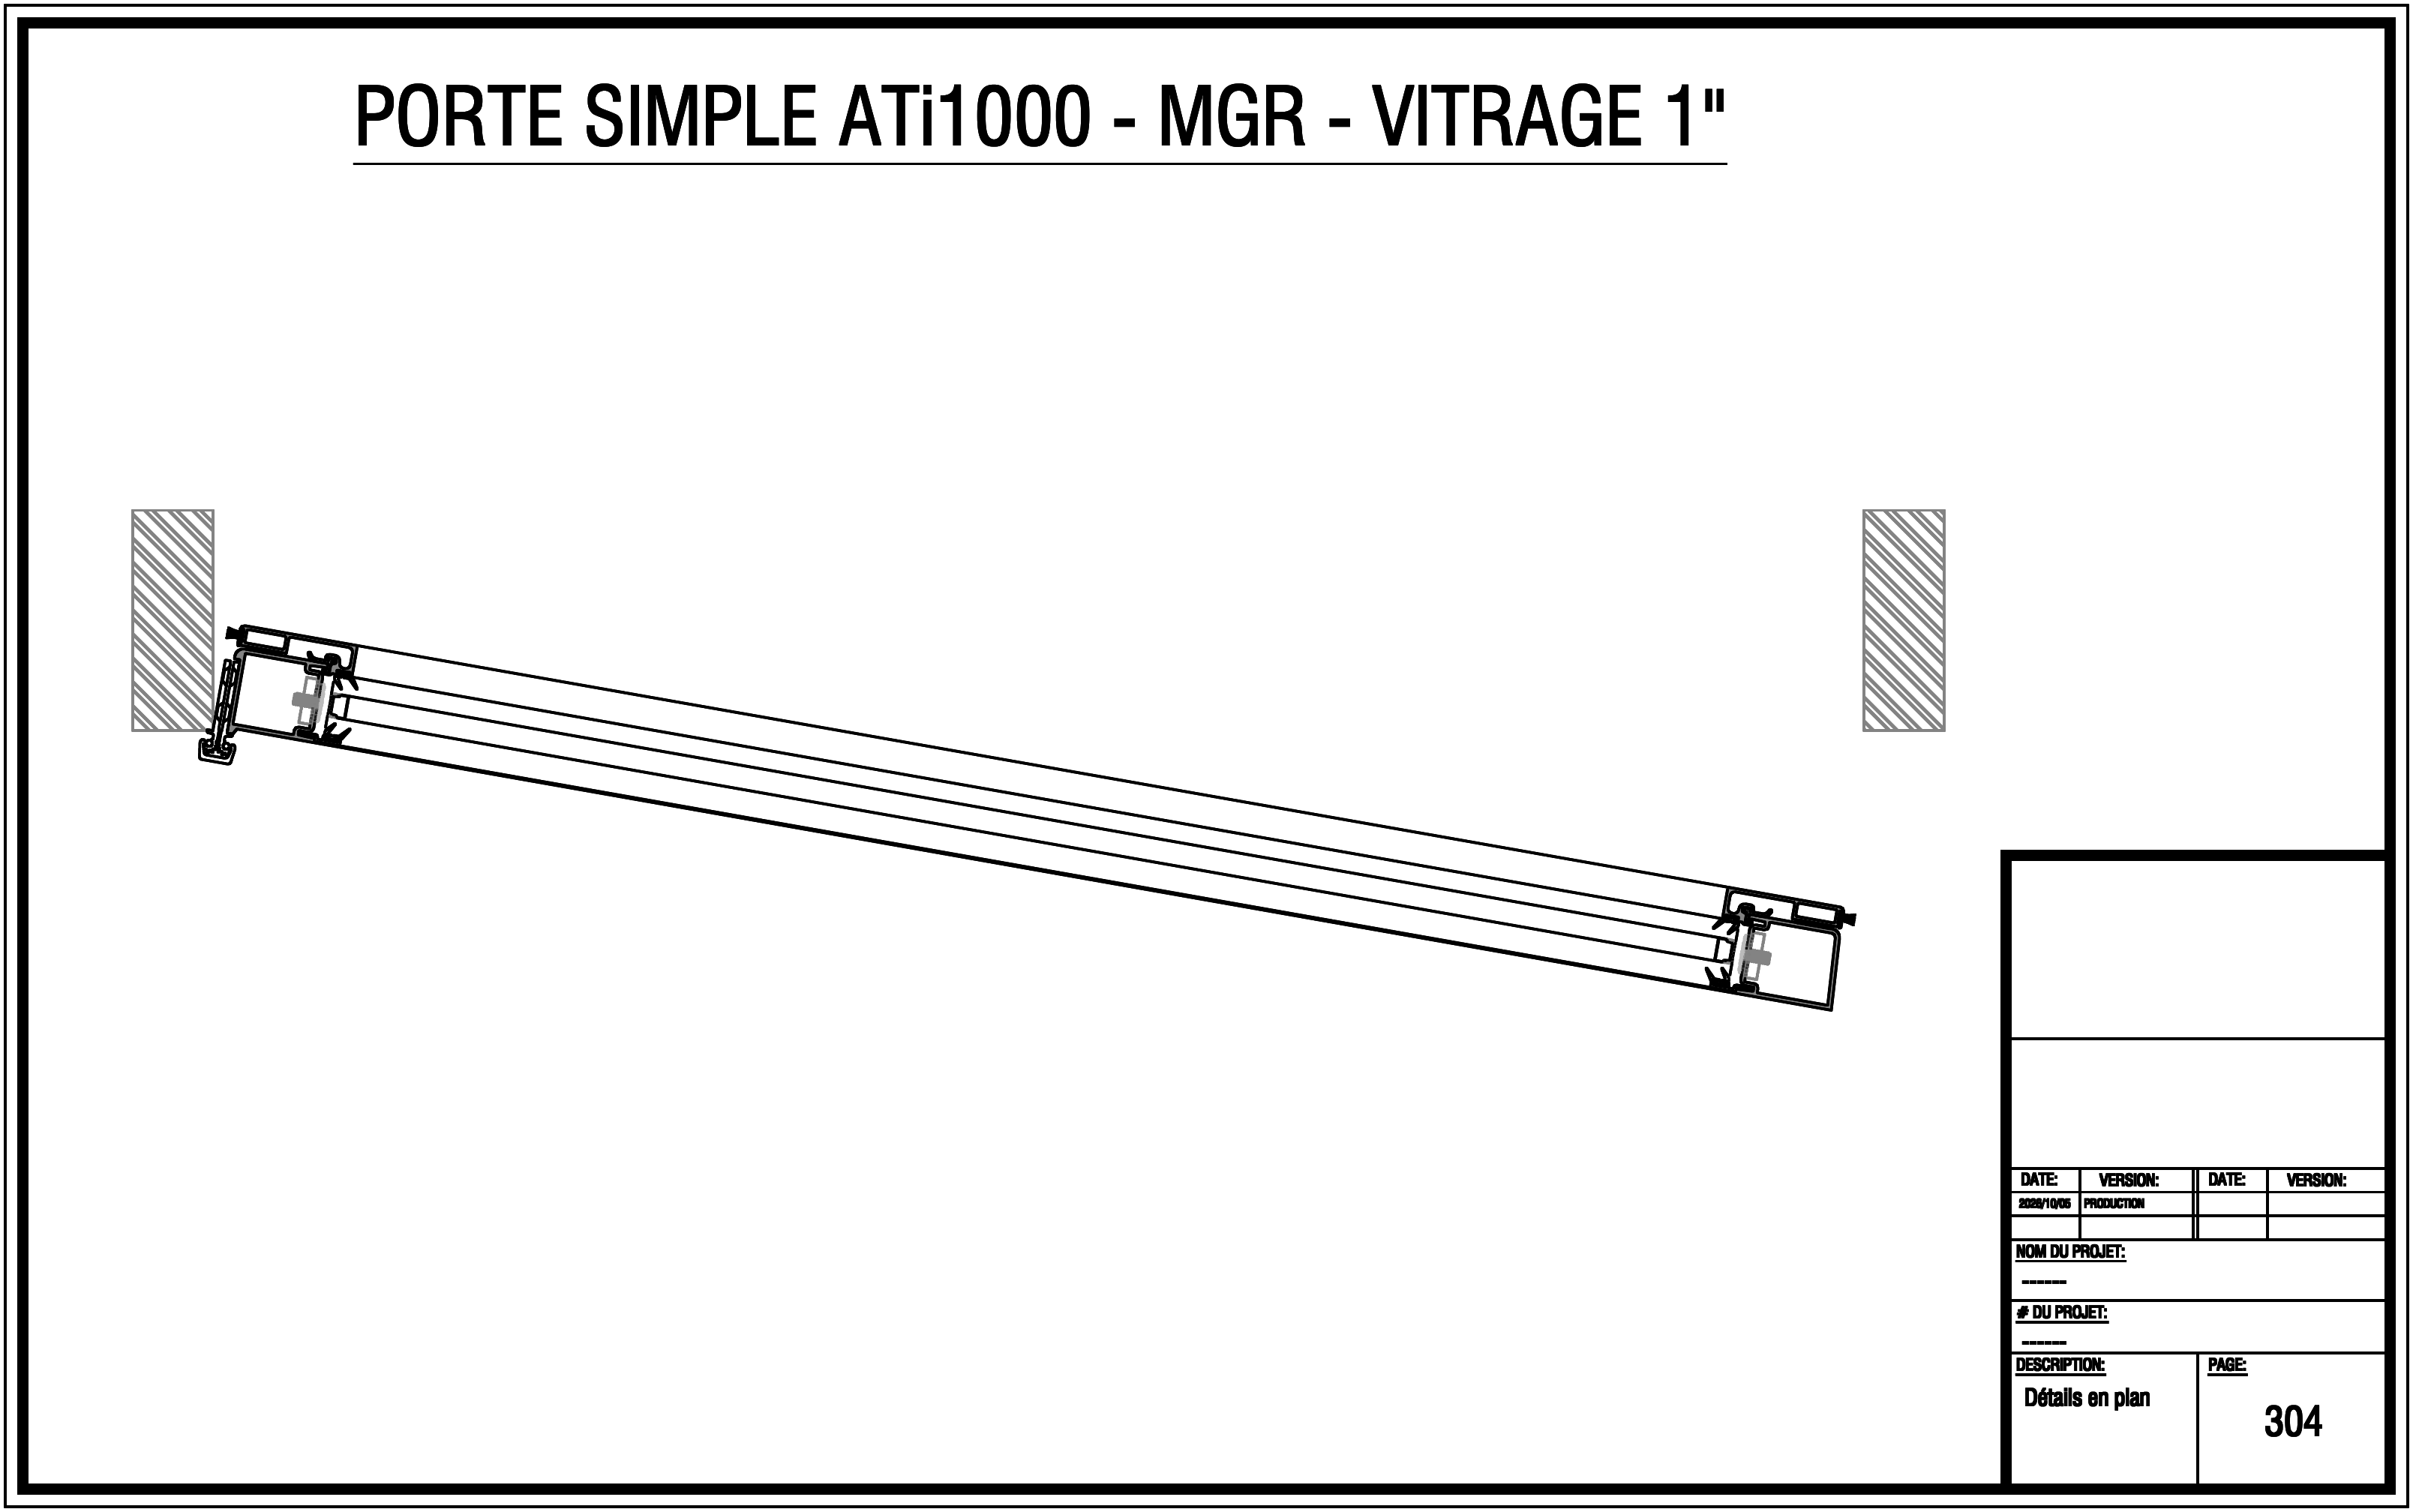 PORTE SIMPLE ATi1000 - MGR - VITRAGE 1"
DATE: VERSION: DATE: VERSION:
PRODUCTION
NOM DU PROJET:
------
# DU PROJET:
------
DESCRIPTION: PAGE:
Détails en plan
304